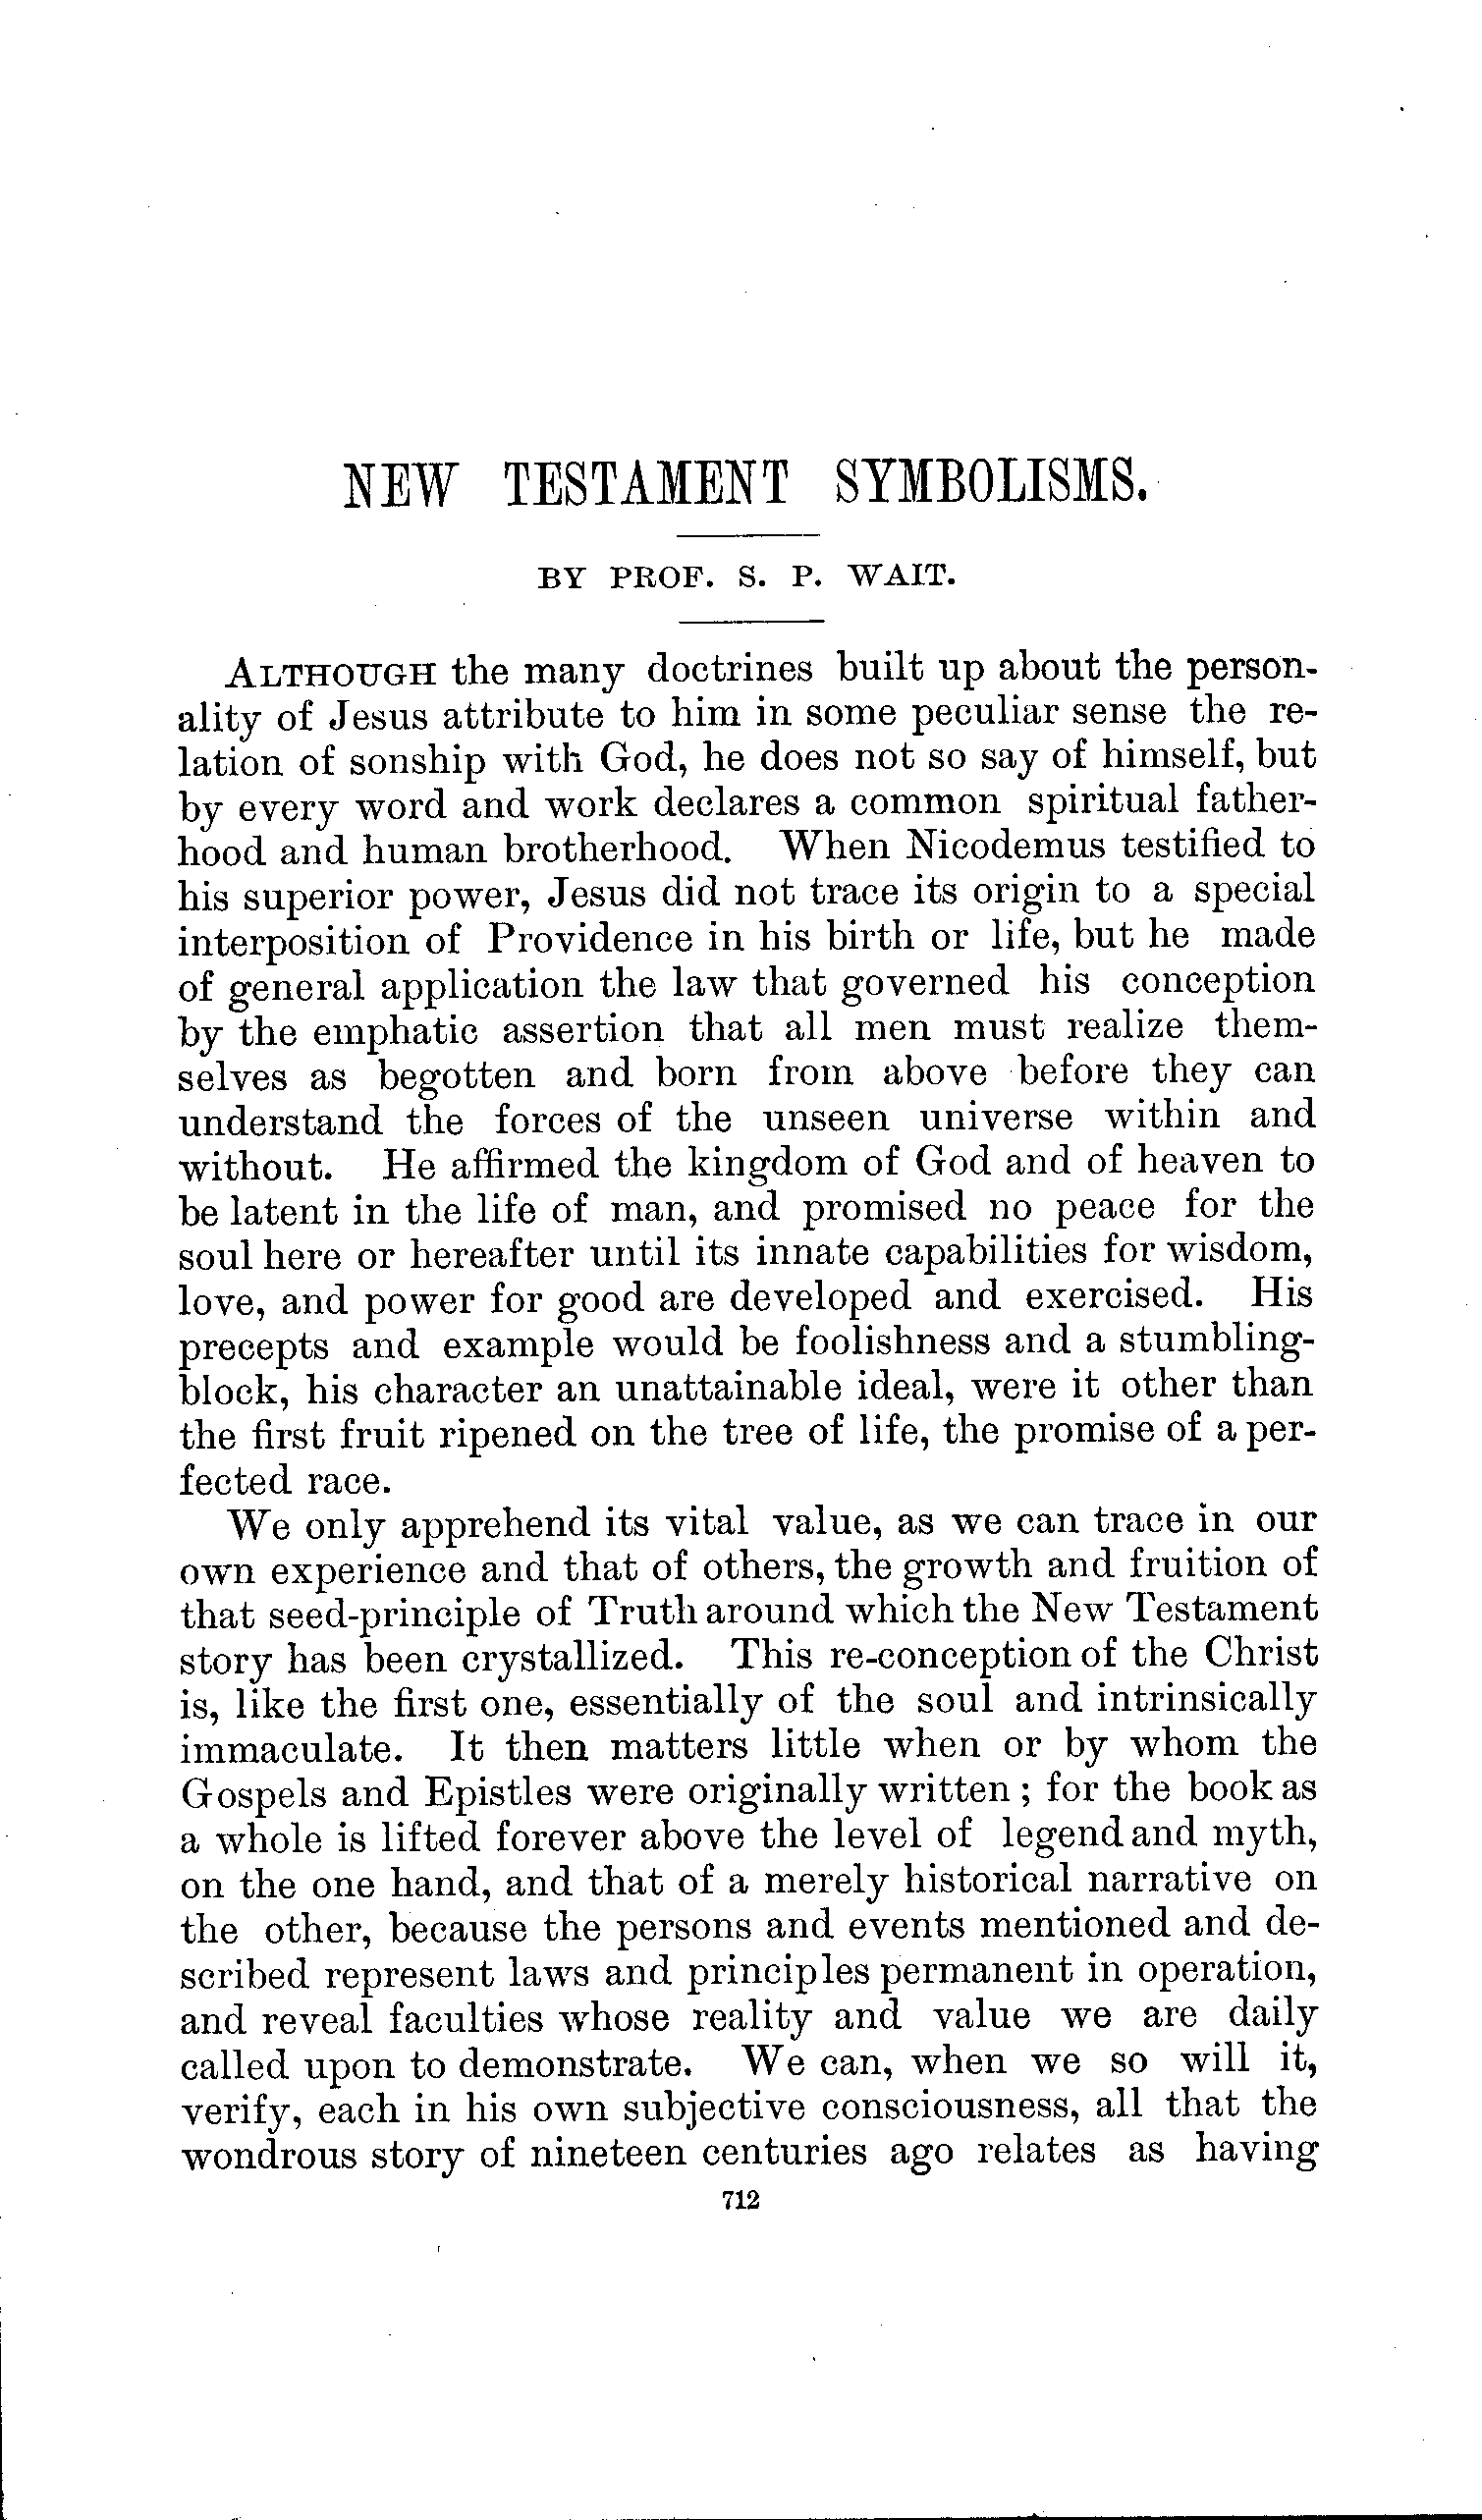 NEW TESTAMENT SYMBOLISMS.
BY PROF. S. P. WAIT.
ALTHOUGH the many doctrines built up about the person-
ality of Jesus attribute to him in some peculiar sense the re-
lation of sonship with God, he does not so say of himself, but
by every word and work declares a common spiritual father-
hood and human brotherhood. When Nicodemus testified to
his superior power, Jesus did not trace its origin to a special
interposition of Providence in his birth or life, but he made
of general application the law that governed his conception
by the emphatic assertion that all men must realize them-
selves as begotten and born from above before they can
understand the forces of the unseen universe within and
without. He affirmed the kingdom of God and of heaven to
be latent in the life of man, and promised no peace for the
soul here or hereafter until its innate capabilities for wisdom,
love, and power for good are developed and exercised. His
precepts and example would be foolishness and a stumbling-
block, his character an unattainable ideal, were it other than
the first fruit ripened on the tree of life, the promise of a per-
fected race.
We only apprehend its vital value, as we can trace in our
own experience and that of others, the growth and fruition of
that seed-principle of Truth around which the New Testament
story has been crystallized. This re-conception of the Christ
is, like the first one, essentially of the soul and intrinsically
immaculate. It then matters little when or by whom the
Gospels and Epistles were originally written; for the book as
a whole is lifted forever above the level of legend and myth,
on the one hand, and that of a merely historical narrative on
the other, because the persons and events mentioned and de-
scribed represent laws and principles permanent in operation,
and reveal faculties whose reality and value we are daily
called upon to demonstrate. We can, when we so will it,
verify, each in his own subjective consciousness, all that the
wondrous story of nineteen centuries ago relates as having
712